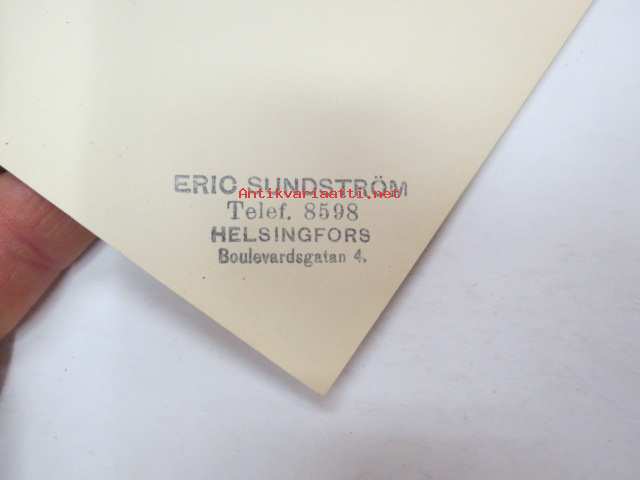 ERIC SUNDSTRÖM
Antikvariaatti.net
Telef. 8598
HELSINGFORS
Boulevardsgatan 4.